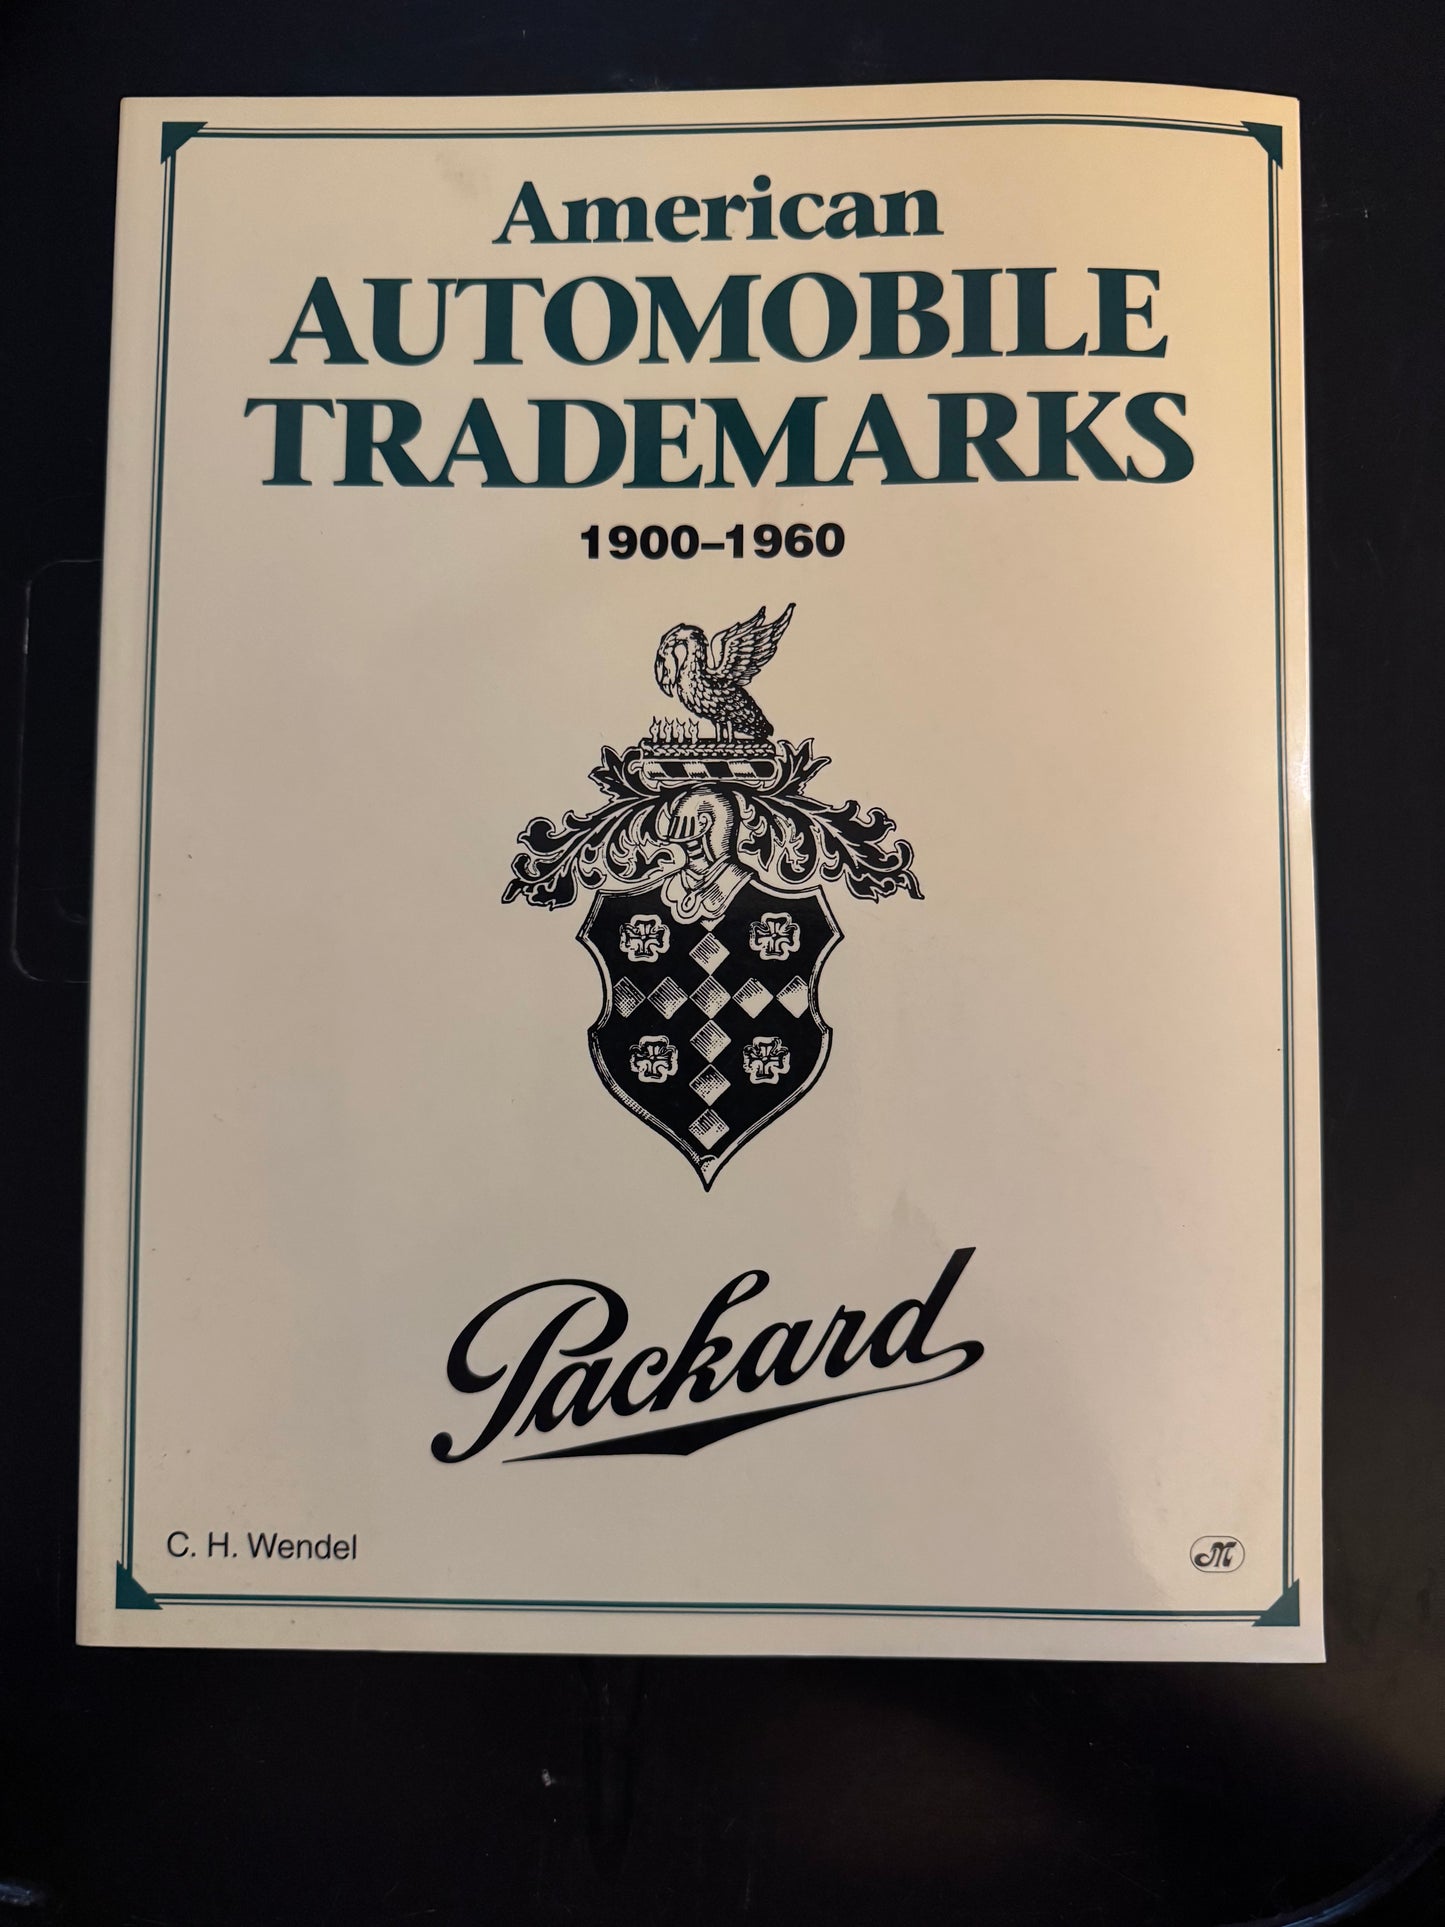 American
AUTOMOBILE
TRADEMARKS
1900–1960
Packard
C. H. Wendel
M